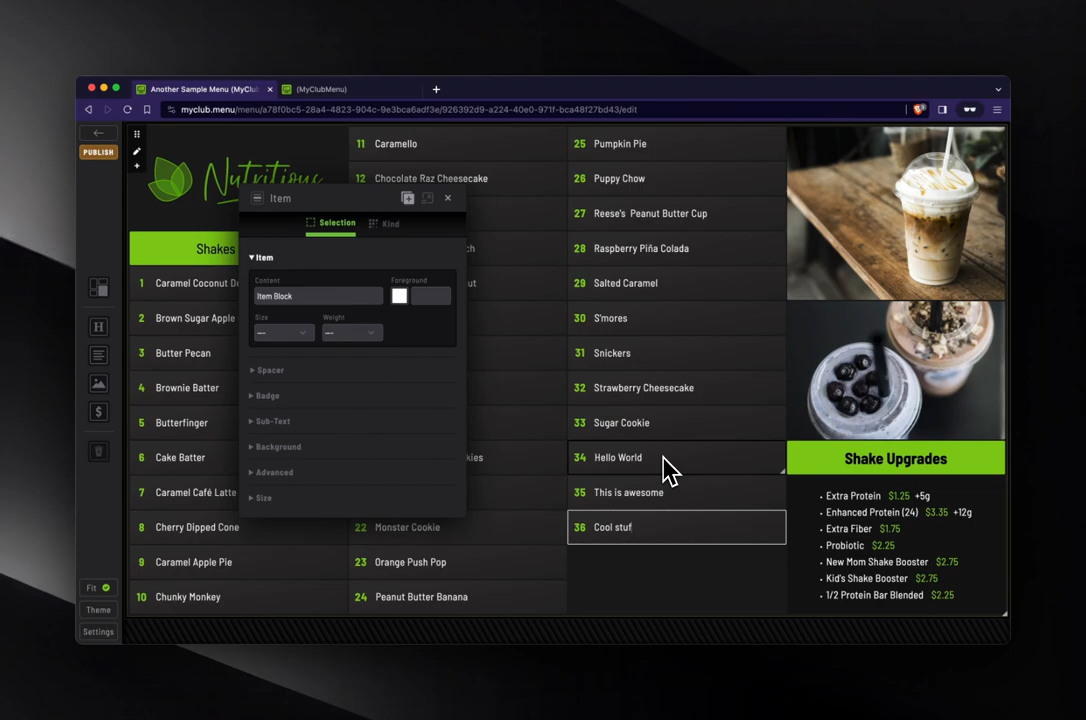 Another Sample Menu (MyClub
(MyClubMenu)
myclub.menu/menu/a78f0bc5-28a4-4823-904c-9e3bca6adf3e/926392d9-a224-40e0-971f-bca48f27bd43/edit
PUBLISH
Nutritious
Shakes
1 Caramel Coconut D
2 Brown Sugar Apple
3 Butter Pecan
4 Brownie Batter
5 Butterfinger
6 Cake Batter
7 Caramel Café Latte
8 Cherry Dipped Cone
9 Caramel Apple Pie
10 Chunky Monkey
Item
Selection
Kind
Item
Content
Foreground
Item Block
Size
Weight
---
---
Spacer
Badge
Sub-Text
Background
Advanced
Size
11 Caramello
12 Chocolate Raz Cheesecake
ch
ut
kies
22 Monster Cookie
23 Orange Push Pop
24 Peanut Butter Banana
25 Pumpkin Pie
26 Puppy Chow
27 Reese's Peanut Butter Cup
28 Raspberry Piña Colada
29 Salted Caramel
30 S'mores
31 Snickers
32 Strawberry Cheesecake
33 Sugar Cookie
34 Hello World
35 This is awesome
36 Cool stuf
Shake Upgrades
• Extra Protein $1.25 +5g
• Enhanced Protein (24) $3.35 +12g
• Extra Fiber $1.75
• Probiotic $2.25
• New Mom Shake Booster $2.75
• Kid's Shake Booster $2.75
• 1/2 Protein Bar Blended $2.25
H
$
Fit
Theme
Settings